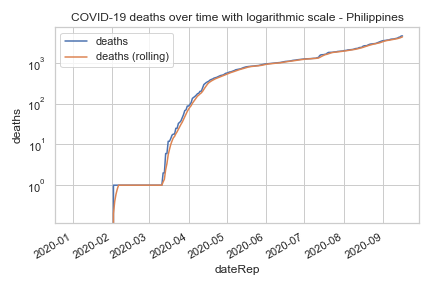 COVID-19 deaths over time with logarithmic scale - Philippines
deaths
deaths (rolling)
10³
10²
10¹
10⁰
deaths
2020-01
2020-02
2020-03
2020-04
2020-05
2020-06
2020-07
2020-08
2020-09
dateRep